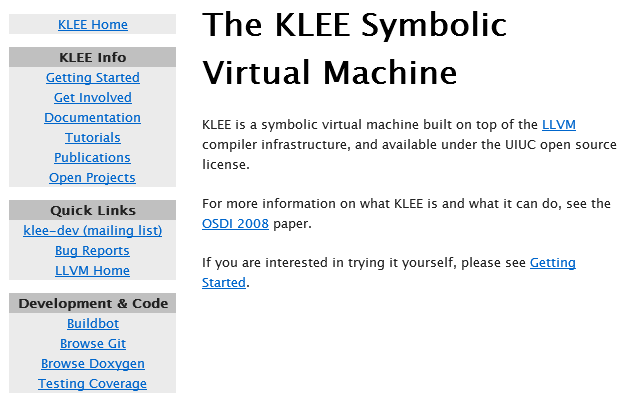 KLEE Home
KLEE Info
Getting Started
Get Involved
Documentation
Tutorials
Publications
Open Projects
Quick Links
klee-dev (mailing list)
Bug Reports
LLVM Home
Development & Code
Buildbot
Browse Git
Browse Doxygen
Testing Coverage
The KLEE Symbolic
Virtual Machine
KLEE is a symbolic virtual machine built on top of the LLVM
compiler infrastructure, and available under the UIUC open source
license.
For more information on what KLEE is and what it can do, see the
OSDI 2008 paper.
If you are interested in trying it yourself, please see Getting
Started.